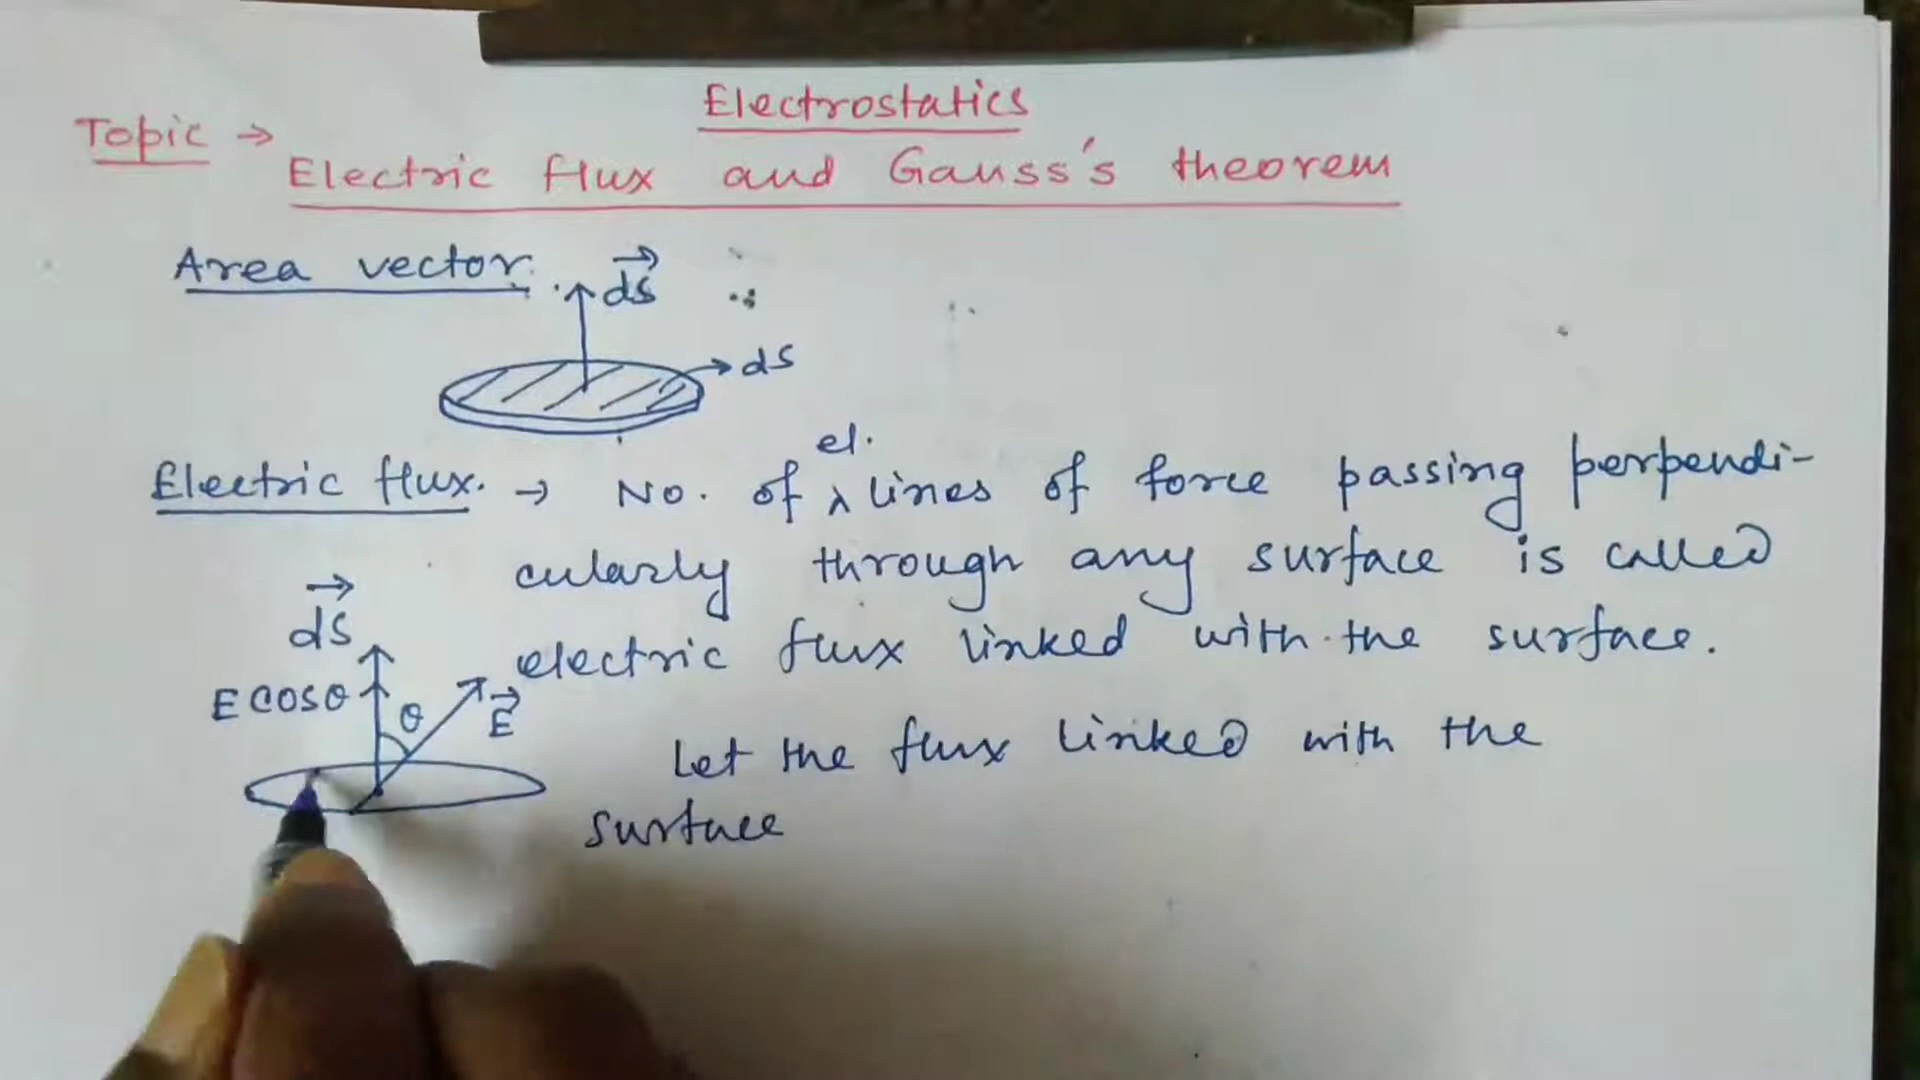 Electrostatics
Topic →
Electric flux and Gauss's theorem
Area vector.
dS
dS
el.
Electric flux. → No. of λ lines of force passing perpendi-
cularly through any surface is called
dS
electric flux linked with the surface.
E cosθ
θ
E
Let the flux linked with the
surface